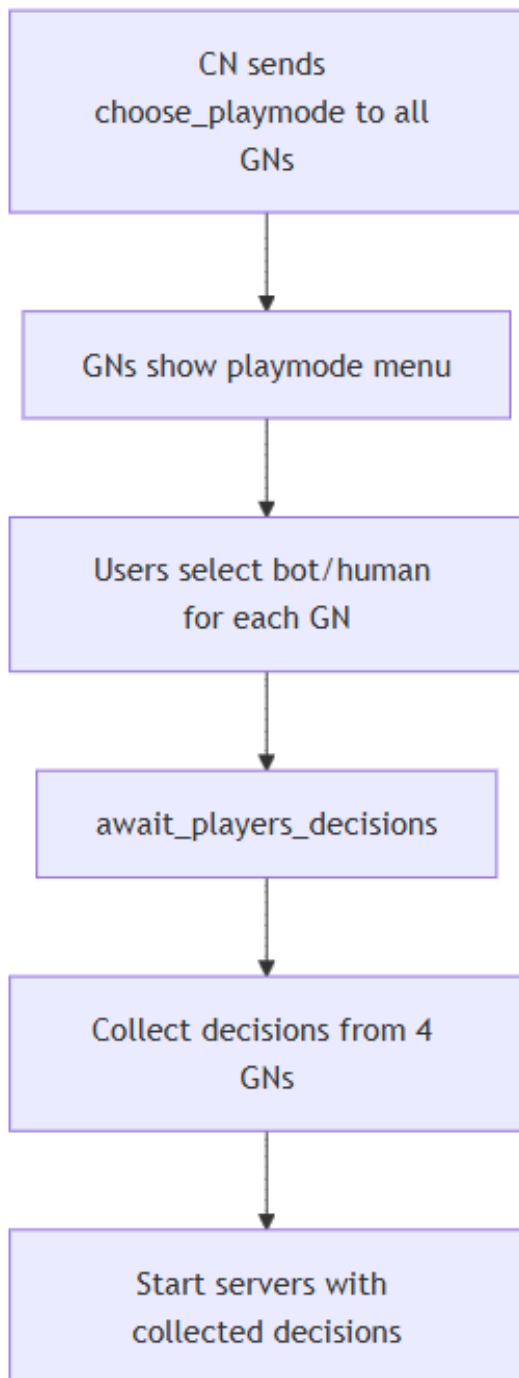 CN sends
choose_playmode to all
GNs
GNs show playmode menu
Users select bot/human
for each GN
await_players_decisions
Collect decisions from 4
GNs
Start servers with
collected decisions